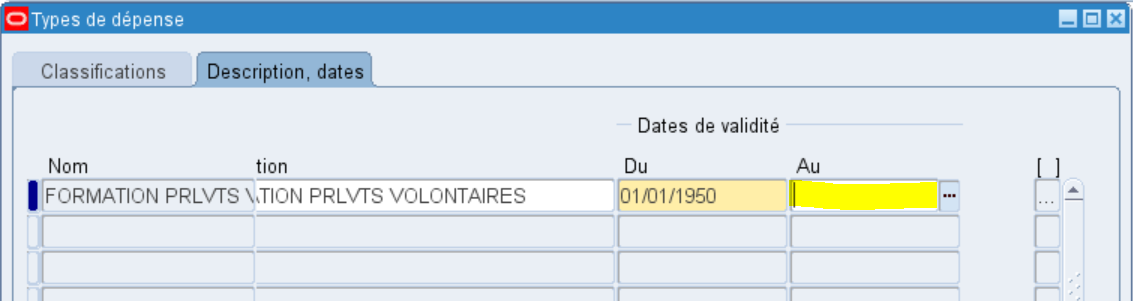 Types de dépense
Classifications
Description, dates
Dates de validité
Nom tion Du Au [ ]
FORMATION PRLVTS V ATION PRLVTS VOLONTAIRES 01/01/1950 ... ...